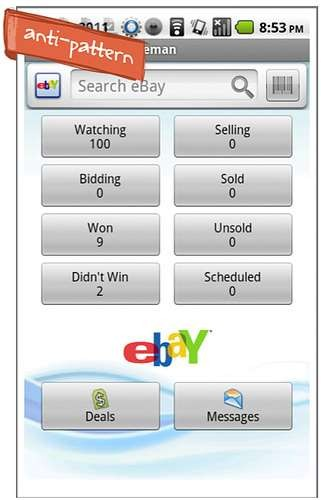 anti-pattern
8:53 PM
eman
ebY
Search eBay
Watching
100
Selling
0
Bidding
0
Sold
0
Won
9
Unsold
0
Didn't Win
2
Scheduled
0
ebaY
Deals
Messages